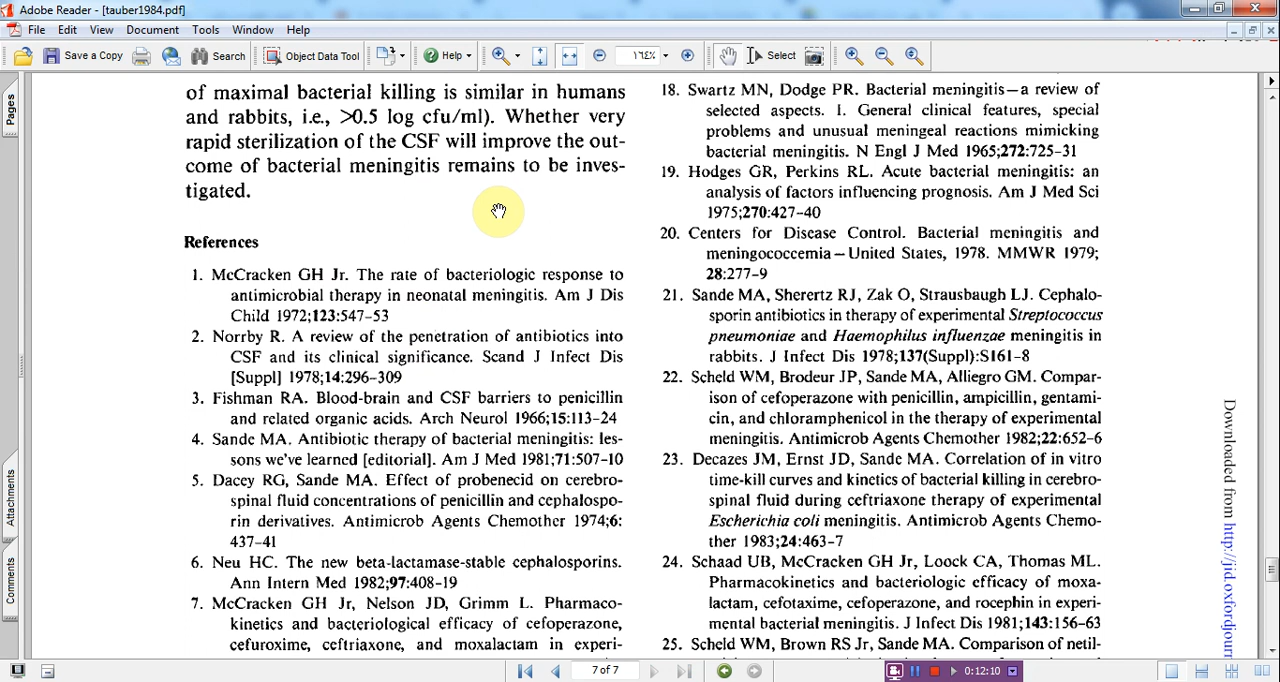 Adobe Reader - [tauber1984.pdf]
File Edit View Document Tools Window Help
Save a Copy Search Object Data Tool Help ١٦٤٪ Select
Pages
Attachments
Comments
of maximal bacterial killing is similar in humans
and rabbits, i.e., >0.5 log cfu/ml). Whether very
rapid sterilization of the CSF will improve the out-
come of bacterial meningitis remains to be inves-
tigated.
References
1. McCracken GH Jr. The rate of bacteriologic response to
antimicrobial therapy in neonatal meningitis. Am J Dis
Child 1972;123:547-53
2. Norrby R. A review of the penetration of antibiotics into
CSF and its clinical significance. Scand J Infect Dis
[Suppl] 1978;14:296-309
3. Fishman RA. Blood-brain and CSF barriers to penicillin
and related organic acids. Arch Neurol 1966;15:113-24
4. Sande MA. Antibiotic therapy of bacterial meningitis: les-
sons we've learned [editorial]. Am J Med 1981;71:507-10
5. Dacey RG, Sande MA. Effect of probenecid on cerebro-
spinal fluid concentrations of penicillin and cephalospo-
rin derivatives. Antimicrob Agents Chemother 1974;6:
437-41
6. Neu HC. The new beta-lactamase-stable cephalosporins.
Ann Intern Med 1982;97:408-19
7. McCracken GH Jr, Nelson JD, Grimm L. Pharmaco-
kinetics and bacteriological efficacy of cefoperazone,
cefuroxime, ceftriaxone, and moxalactam in experi-
18. Swartz MN, Dodge PR. Bacterial meningitis—a review of
selected aspects. I. General clinical features, special
problems and unusual meningeal reactions mimicking
bacterial meningitis. N Engl J Med 1965;272:725-31
19. Hodges GR, Perkins RL. Acute bacterial meningitis: an
analysis of factors influencing prognosis. Am J Med Sci
1975;270:427-40
20. Centers for Disease Control. Bacterial meningitis and
meningococcemia—United States, 1978. MMWR 1979;
28:277-9
21. Sande MA, Sherertz RJ, Zak O, Strausbaugh LJ. Cephalo-
sporin antibiotics in therapy of experimental Streptococcus
pneumoniae and Haemophilus influenzae meningitis in
rabbits. J Infect Dis 1978;137(Suppl):S161-8
22. Scheld WM, Brodeur JP, Sande MA, Alliegro GM. Compar-
ison of cefoperazone with penicillin, ampicillin, gentami-
cin, and chloramphenicol in the therapy of experimental
meningitis. Antimicrob Agents Chemother 1982;22:652-6
23. Decazes JM, Ernst JD, Sande MA. Correlation of in vitro
time-kill curves and kinetics of bacterial killing in cerebro-
spinal fluid during ceftriaxone therapy of experimental
Escherichia coli meningitis. Antimicrob Agents Chemo-
ther 1983;24:463-7
24. Schaad UB, McCracken GH Jr, Loock CA, Thomas ML.
Pharmacokinetics and bacteriologic efficacy of moxa-
lactam, cefotaxime, cefoperazone, and rocephin in experi-
mental bacterial meningitis. J Infect Dis 1981;143:156-63
25. Scheld WM, Brown RS Jr, Sande MA. Comparison of netil-
Downloaded from http://jid.oxfordjourn
7 of 7
0:12:10